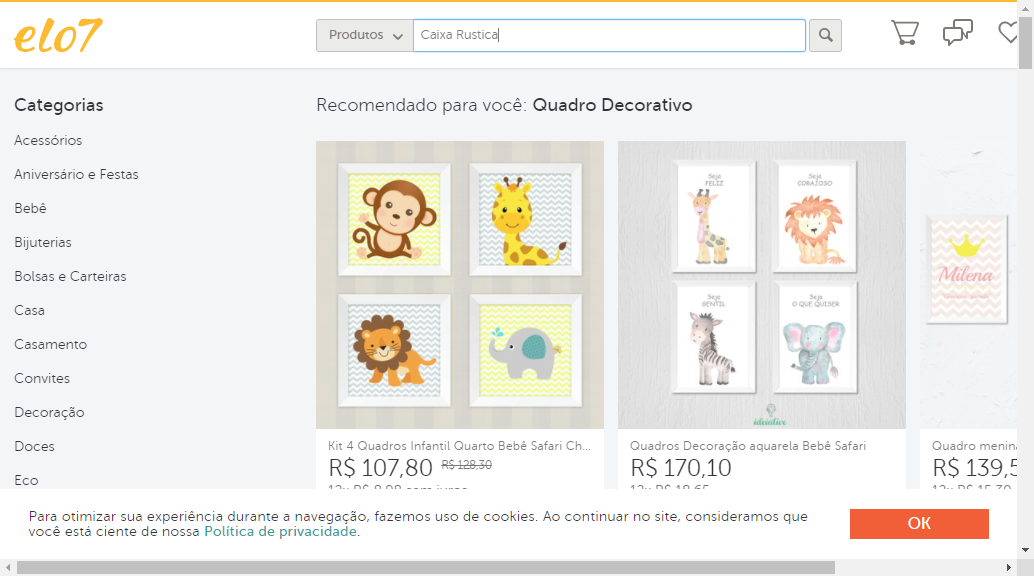 elo7
Produtos
Caixa Rustica
Categorias
Acessórios
Aniversário e Festas
Bebê
Bijuterias
Bolsas e Carteiras
Casa
Casamento
Convites
Decoração
Doces
Eco
Recomendado para você: Quadro Decorativo
Seja
FELIZ
Seja
CORAJOSO
Seja
GENTIL
Seja
O QUE QUISER
ideiative
Milena
Kit 4 Quadros Infantil Quarto Bebê Safari Ch...
R$ 107,80 R$ 128,30
12x R$ 8,98 sem juros
Quadros Decoração aquarela Bebê Safari
R$ 170,10
12x R$ 18,65
Quadro menina
R$ 139,5
12x R$ 15,30
Para otimizar sua experiência durante a navegação, fazemos uso de cookies. Ao continuar no site, consideramos que
você está ciente de nossa Política de privacidade.
OK